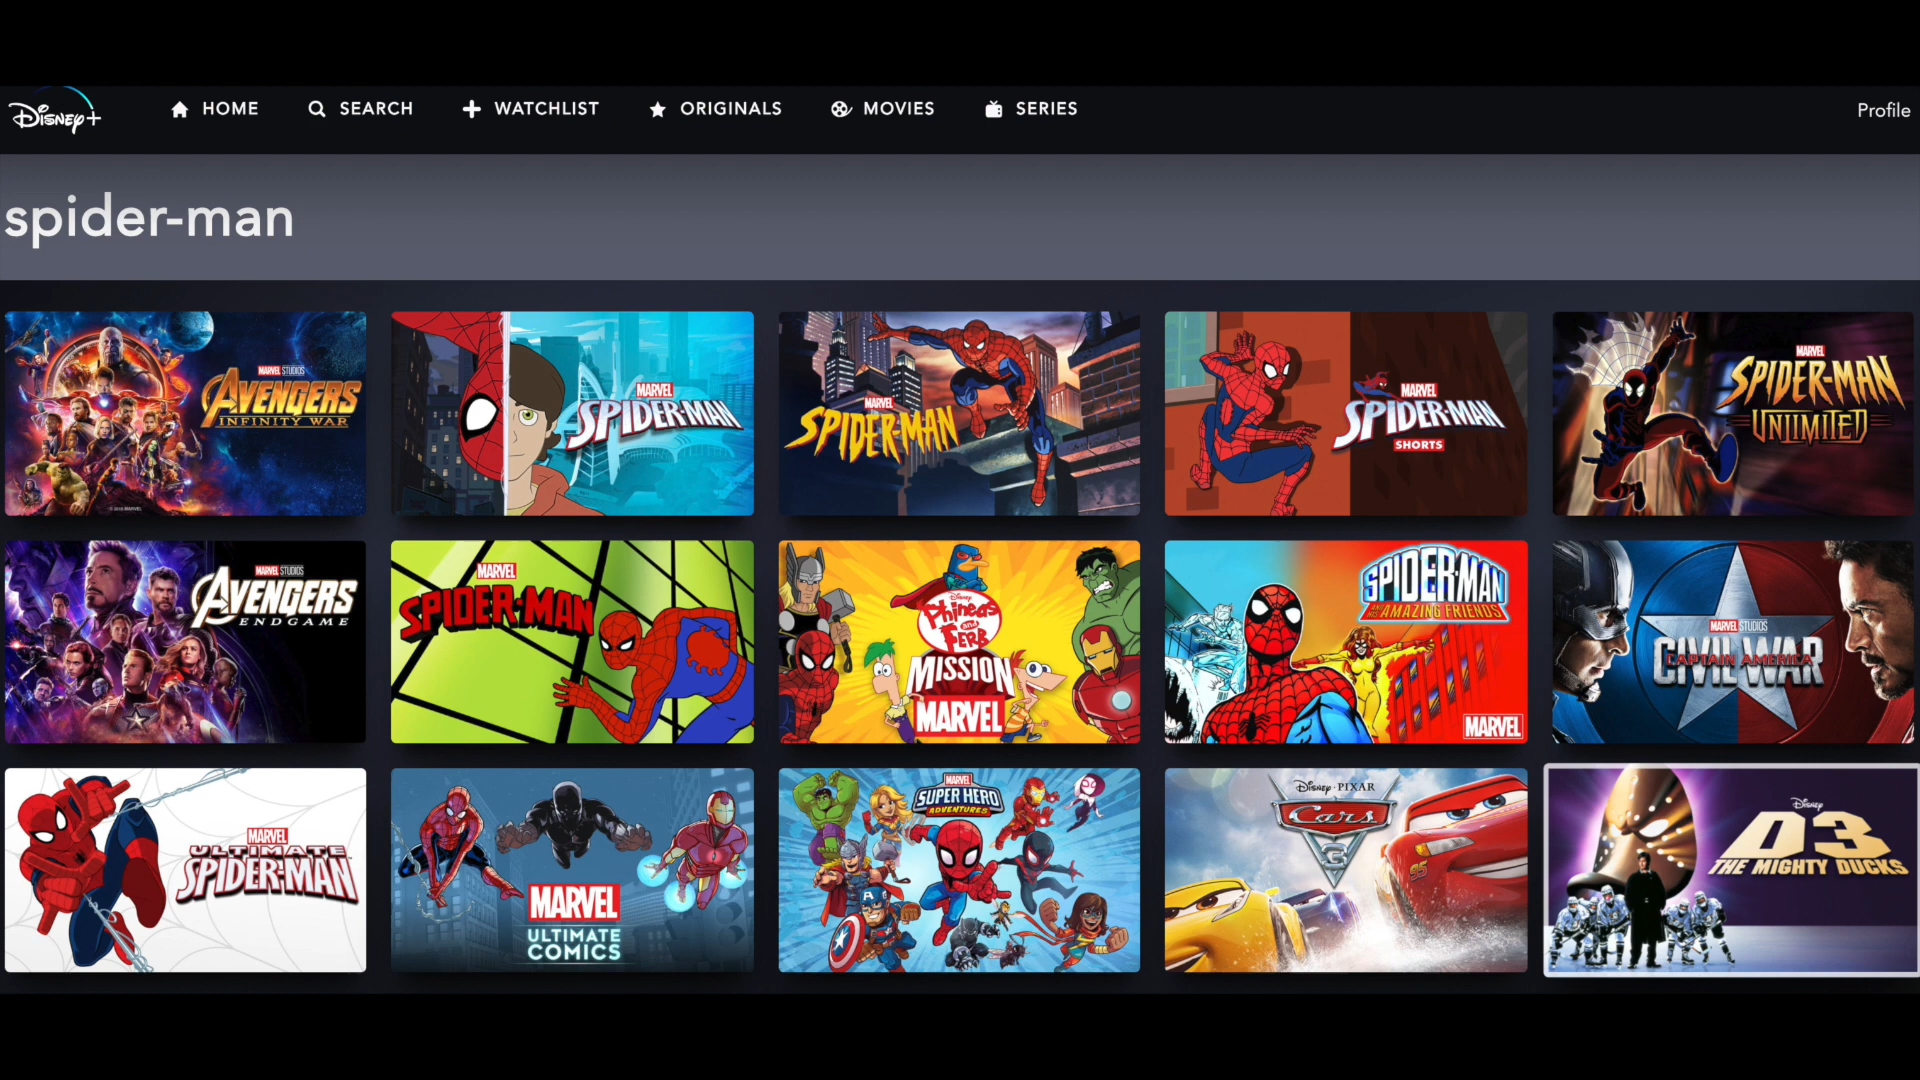 Disney+
HOME
SEARCH
WATCHLIST
ORIGINALS
MOVIES
SERIES
Profile
spider-man
MARVEL STUDIOS
AVENGERS
INFINITY WAR
MARVEL
SPIDER-MAN
MARVEL
SPIDER-MAN
MARVEL
SPIDER-MAN
SHORTS
MARVEL
SPIDER-MAN
UNLIMITED
MARVEL STUDIOS
AVENGERS
ENDGAME
MARVEL
SPIDER-MAN
Disney
Phineas
and
FERB
MISSION
MARVEL
SPIDER-MAN
AND HIS AMAZING FRIENDS
MARVEL
MARVEL STUDIOS
CAPTAIN AMERICA
CIVIL WAR
MARVEL
ULTIMATE
SPIDER-MAN
MARVEL
ULTIMATE
COMICS
MARVEL
SUPER HERO
ADVENTURES
Disney·PIXAR
Cars
3
95
Disney
D3
THE MIGHTY DUCKS